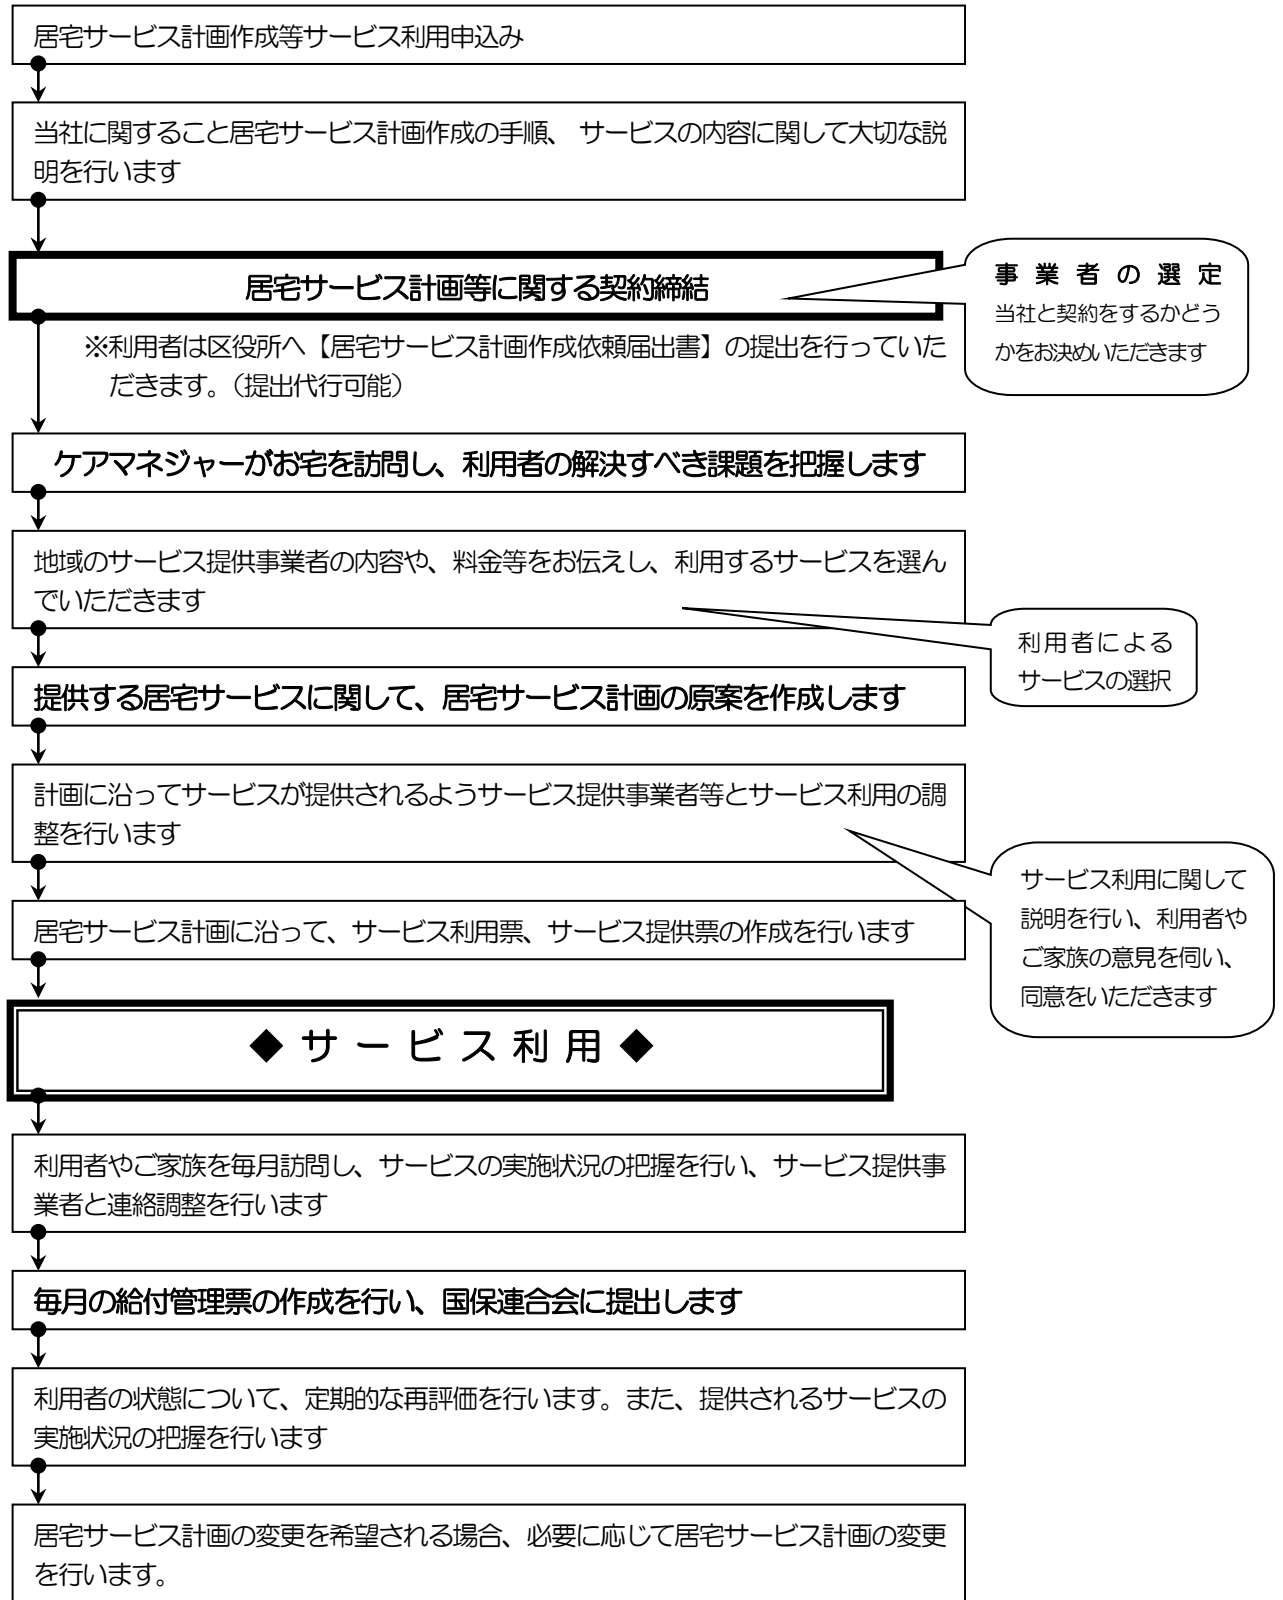 居宅サービス計画作成等サービス利用申込み
当社に関すること居宅サービス計画作成の手順、 サービスの内容に関して大切な説
明を行います
居宅サービス計画等に関する契約締結
事 業 者 の 選 定
当社と契約をするかどう
かをお決めいただきます
※利用者は区役所へ【居宅サービス計画作成依頼届出書】の提出を行っていた
だきます。（提出代行可能）
ケアマネジャーがお宅を訪問し、利用者の解決すべき課題を把握します
地域のサービス提供事業者の内容や、料金等をお伝えし、利用するサービスを選ん
でいただきます
利用者による
サービスの選択
提供する居宅サービスに関して、居宅サービス計画の原案を作成します
計画に沿ってサービスが提供されるようサービス提供事業者等とサービス利用の調
整を行います
サービス利用に関して
説明を行い、利用者や
ご家族の意見を伺い、
同意をいただきます
居宅サービス計画に沿って、サービス利用票、サービス提供票の作成を行います
◆ サ ー ビ ス 利 用 ◆
利用者やご家族を毎月訪問し、サービスの実施状況の把握を行い、サービス提供事
業者と連絡調整を行います
毎月の給付管理票の作成を行い、国保連合会に提出します
利用者の状態について、定期的な再評価を行います。また、提供されるサービスの
実施状況の把握を行います
居宅サービス計画の変更を希望される場合、必要に応じて居宅サービス計画の変更
を行います。